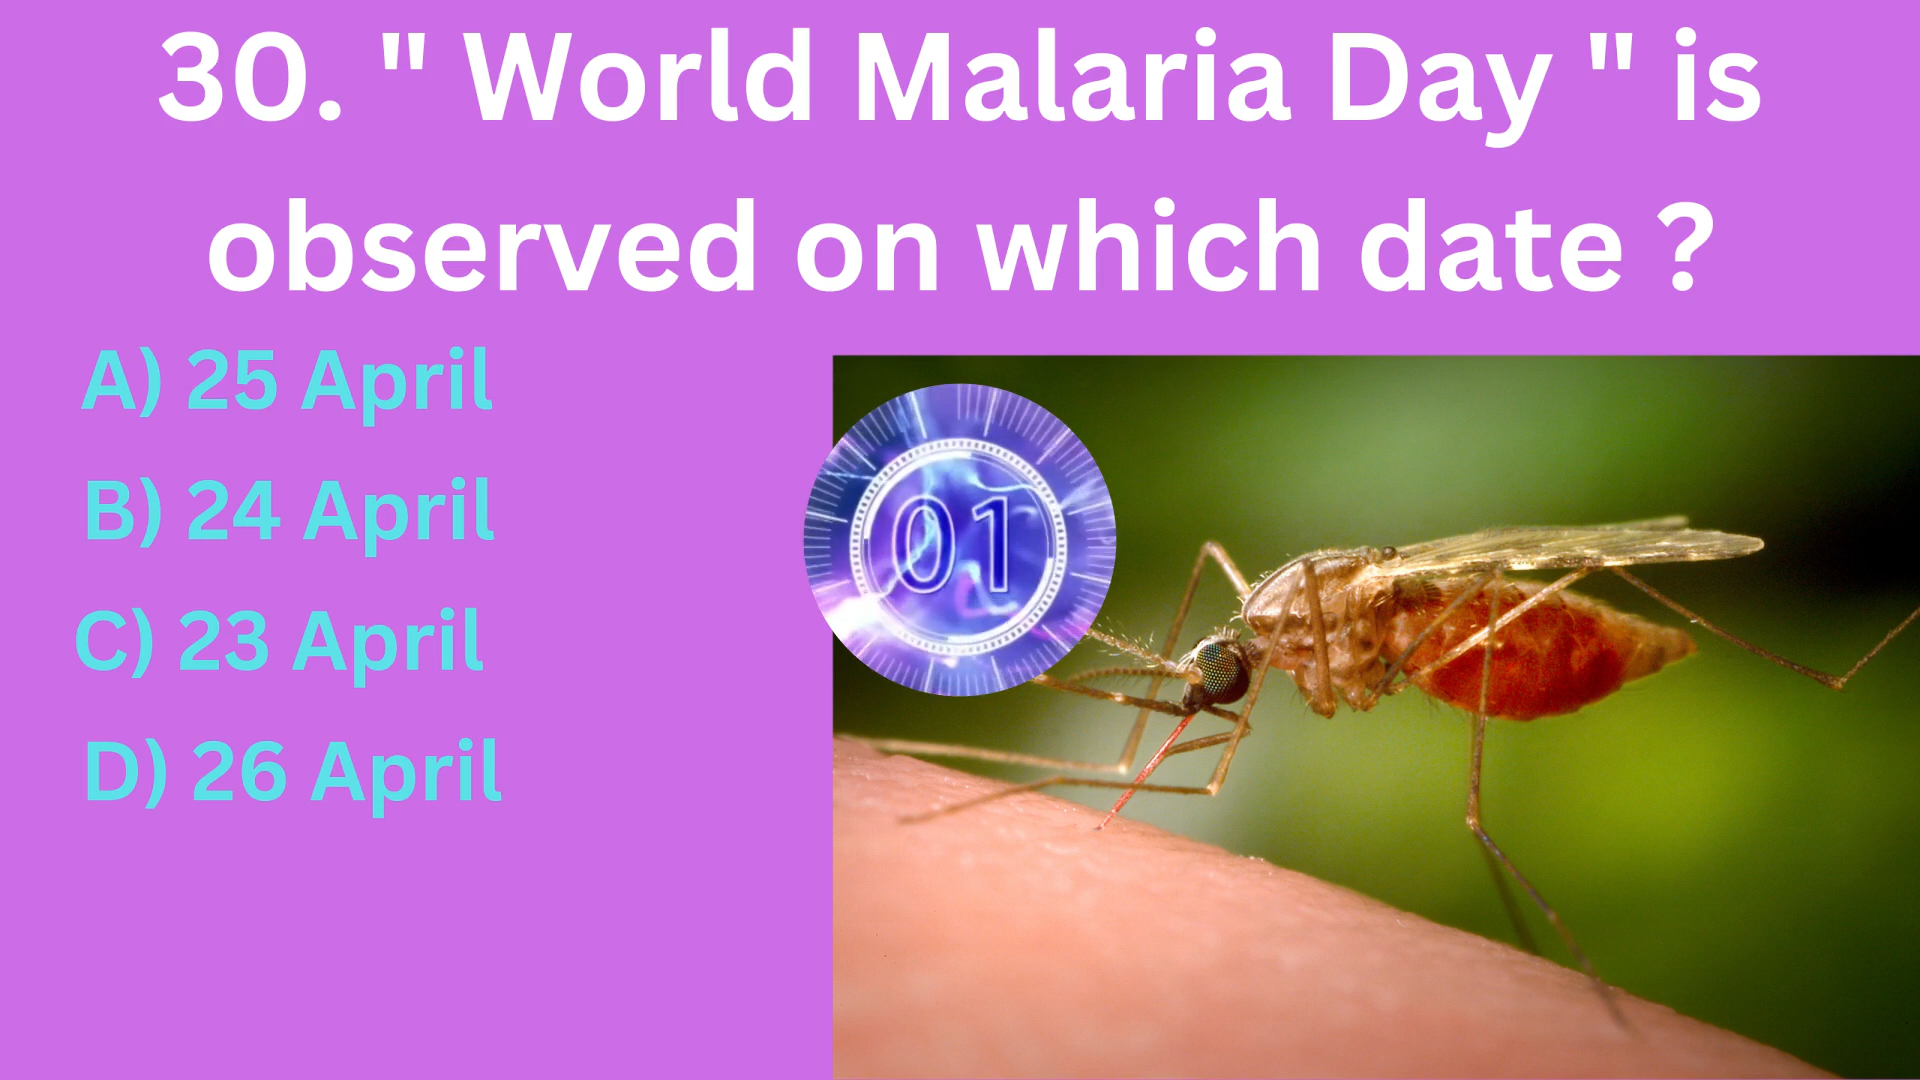 30. " World Malaria Day " is
observed on which date ?
A) 25 April
B) 24 April
C) 23 April
D) 26 April
01